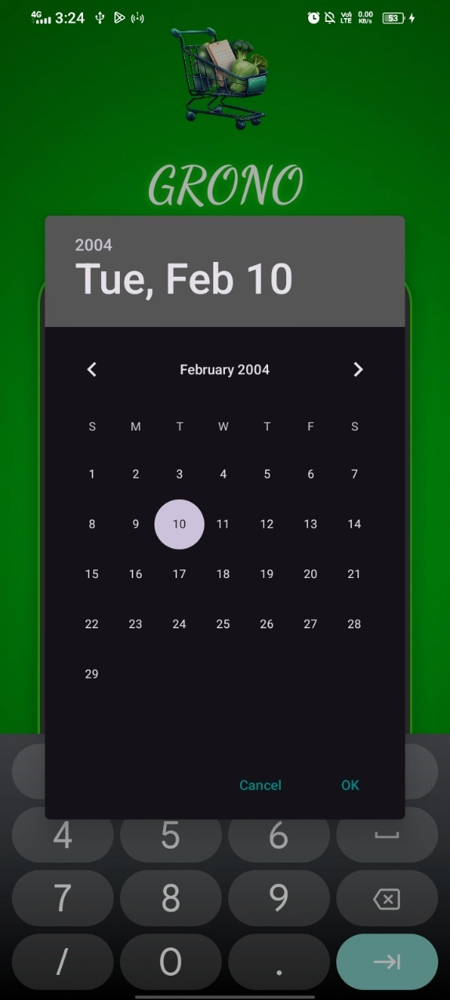 4G 3:24 Vo) LTE 0.00 KB/s 53
GRONO
2004
Tue, Feb 10
February 2004
S M T W T F S
1 2 3 4 5 6 7
8 9 10 11 12 13 14
15 16 17 18 19 20 21
22 23 24 25 26 27 28
29
Cancel OK
4 5 6
7 8 9
/ 0 .